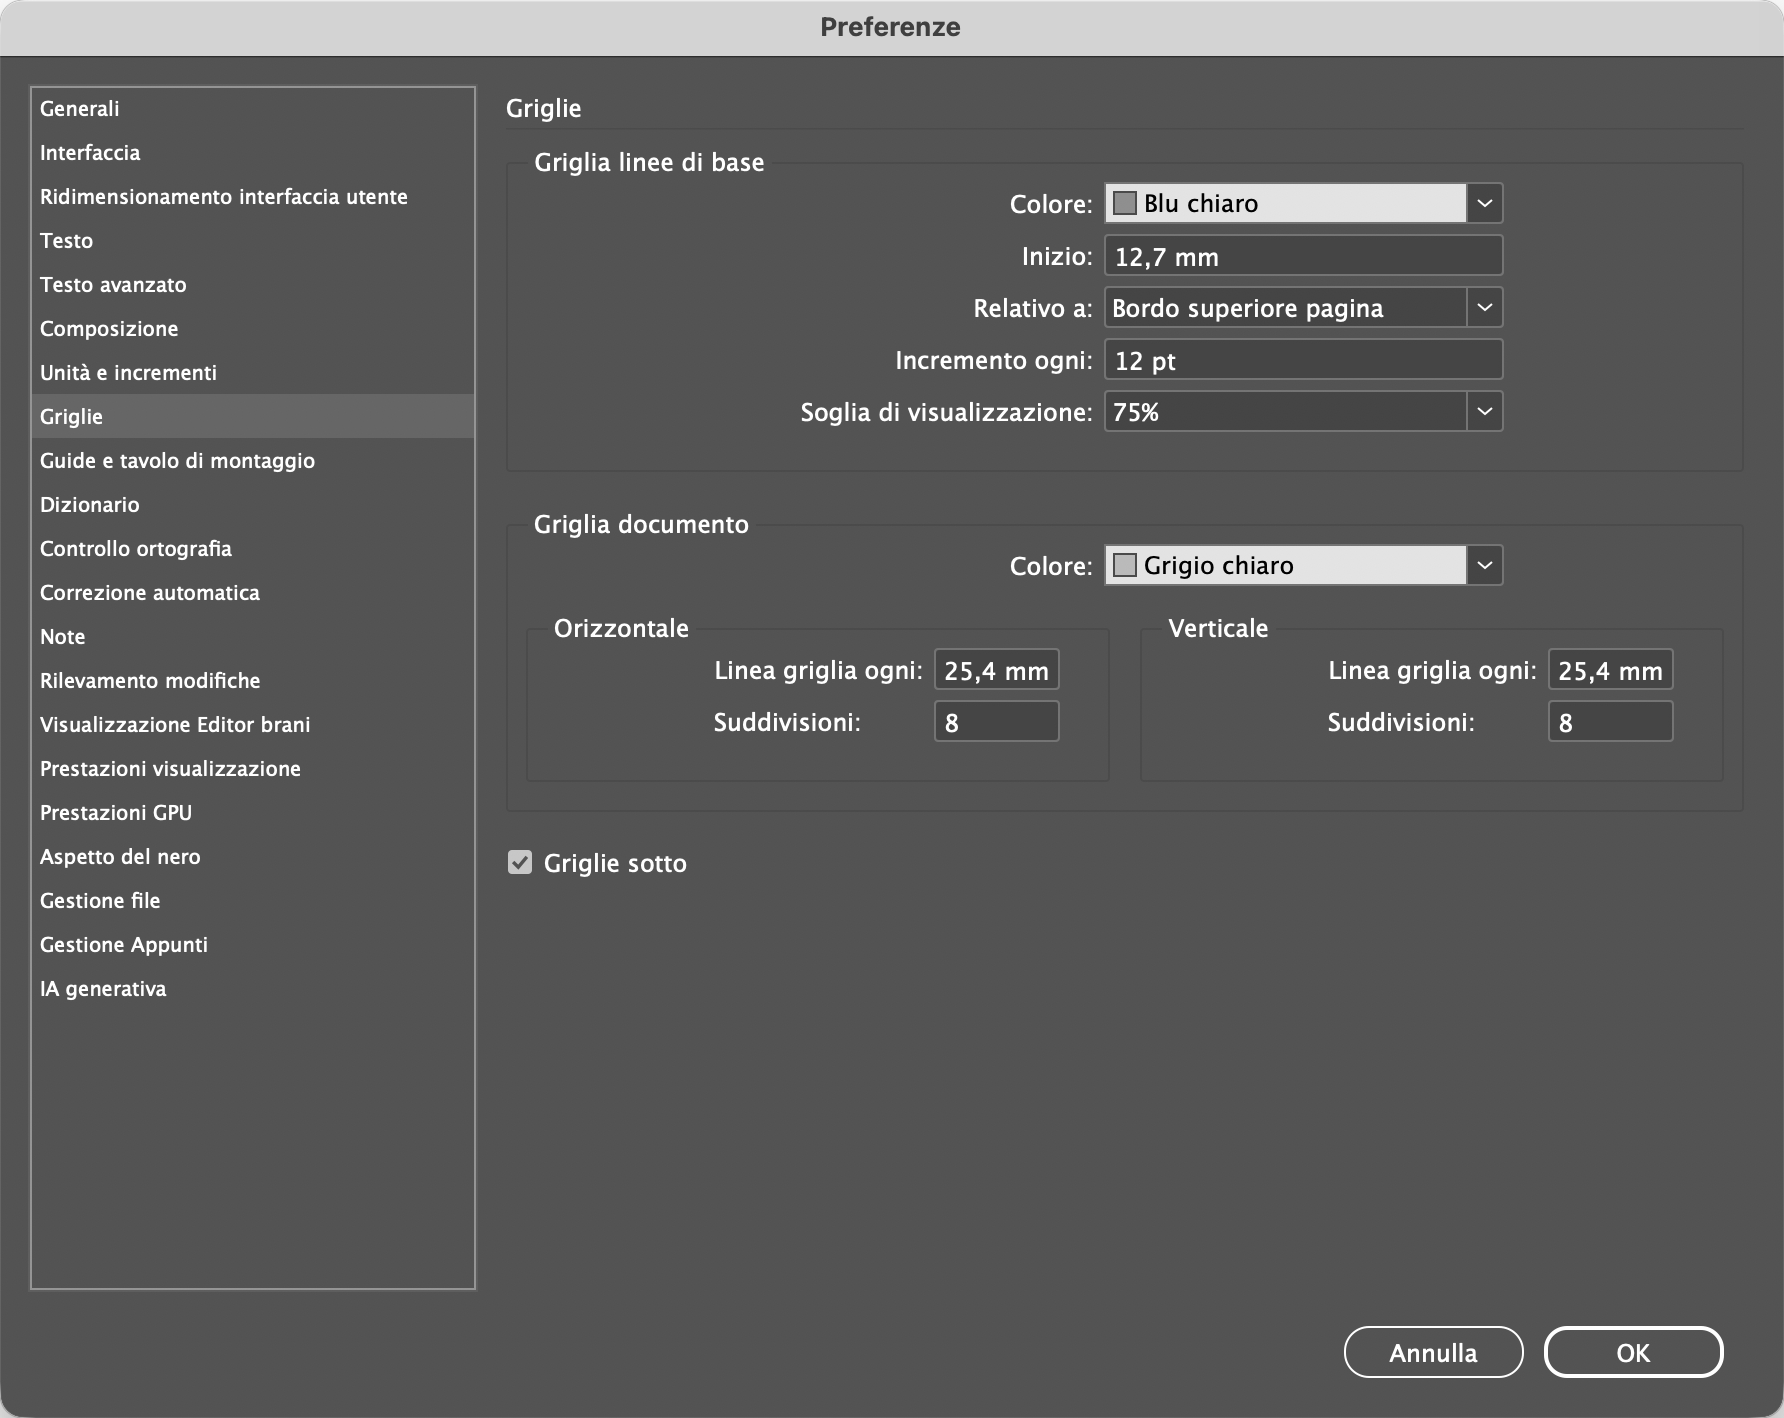 Preferenze
Generali
Interfaccia
Ridimensionamento interfaccia utente
Testo
Testo avanzato
Composizione
Unità e incrementi
Griglie
Guide e tavolo di montaggio
Dizionario
Controllo ortografia
Correzione automatica
Note
Rilevamento modifiche
Visualizzazione Editor brani
Prestazioni visualizzazione
Prestazioni GPU
Aspetto del nero
Gestione file
Gestione Appunti
IA generativa
Griglie
Griglia linee di base
Colore: Blu chiaro
Inizio: 12,7 mm
Relativo a: Bordo superiore pagina
Incremento ogni: 12 pt
Soglia di visualizzazione: 75%
Griglia documento
Colore: Grigio chiaro
Orizzontale
Linea griglia ogni: 25,4 mm
Suddivisioni: 8
Verticale
Linea griglia ogni: 25,4 mm
Suddivisioni: 8
Griglie sotto
Annulla
OK